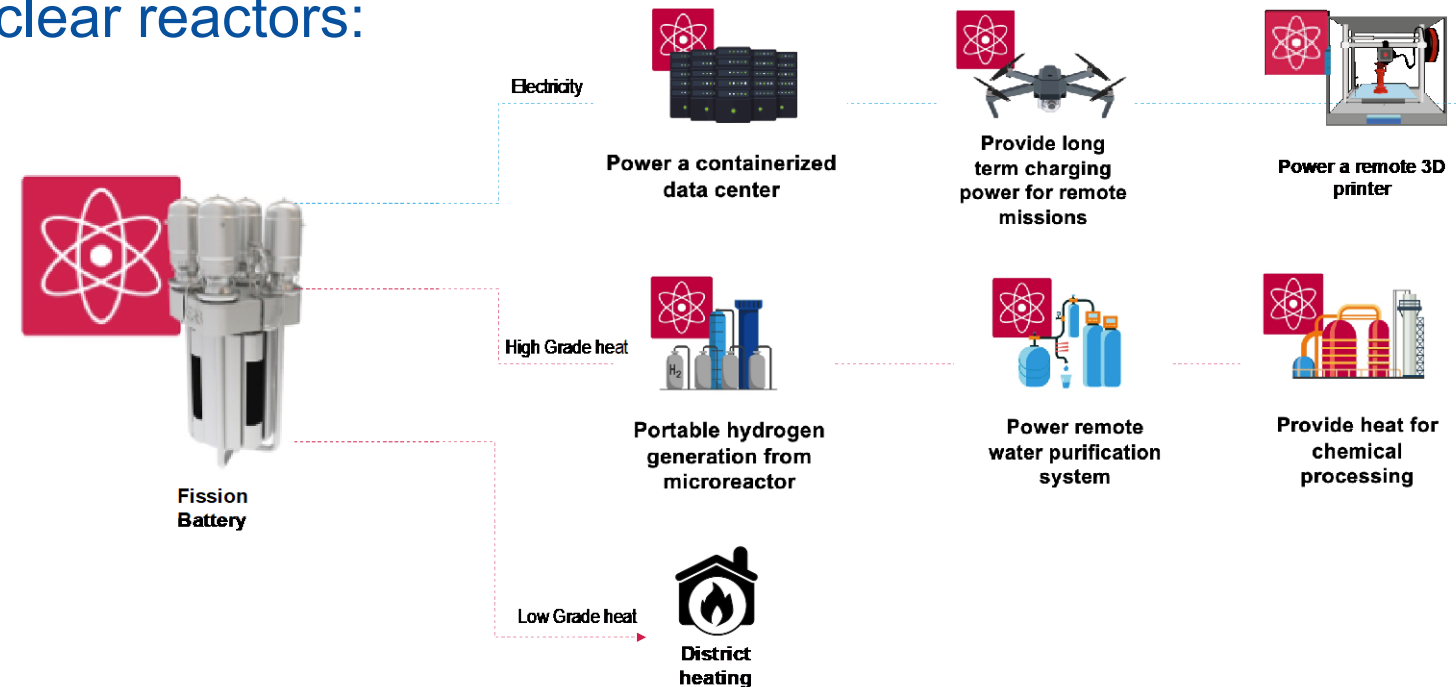 clear reactors:
Electricity
Power a containerized
data center
Provide long
term charging
power for remote
missions
Power a remote 3D
printer
High Grade heat
H2
Portable hydrogen
generation from
microreactor
Power remote
water purification
system
Provide heat for
chemical
processing
Fission
Battery
Low Grade heat
District
heating